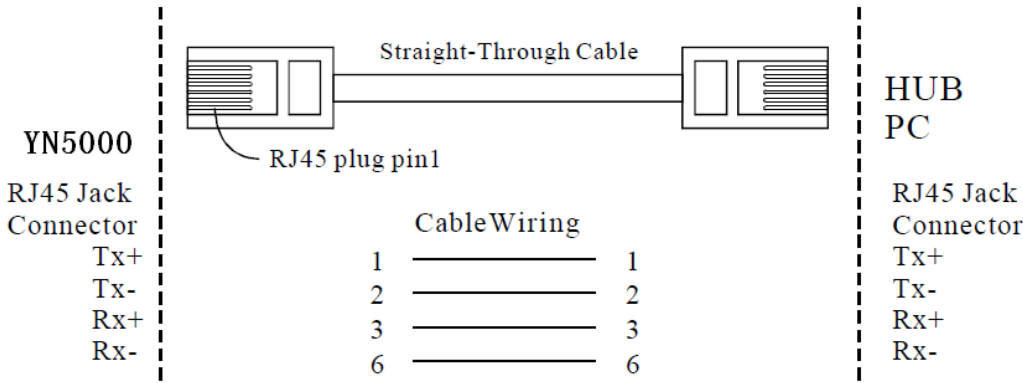 Straight-Through Cable
HUB
PC
YN5000
RJ45 plug pin1
RJ45 Jack
Connector
Tx+
Tx-
Rx+
Rx-
CableWiring
1 1
2 2
3 3
6 6
RJ45 Jack
Connector
Tx+
Tx-
Rx+
Rx-